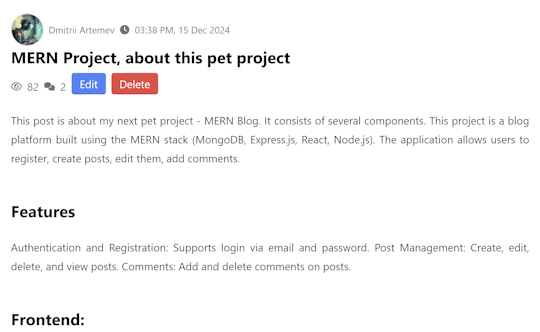 Dmitrii Artemev 03:38 PM, 15 Dec 2024
MERN Project, about this pet project
82 2 Edit Delete
This post is about my next pet project - MERN Blog. It consists of several components. This project is a blog
platform built using the MERN stack (MongoDB, Express.js, React, Node.js). The application allows users to
register, create posts, edit them, add comments.
Features
Authentication and Registration: Supports login via email and password. Post Management: Create, edit,
delete, and view posts. Comments: Add and delete comments on posts.
Frontend: